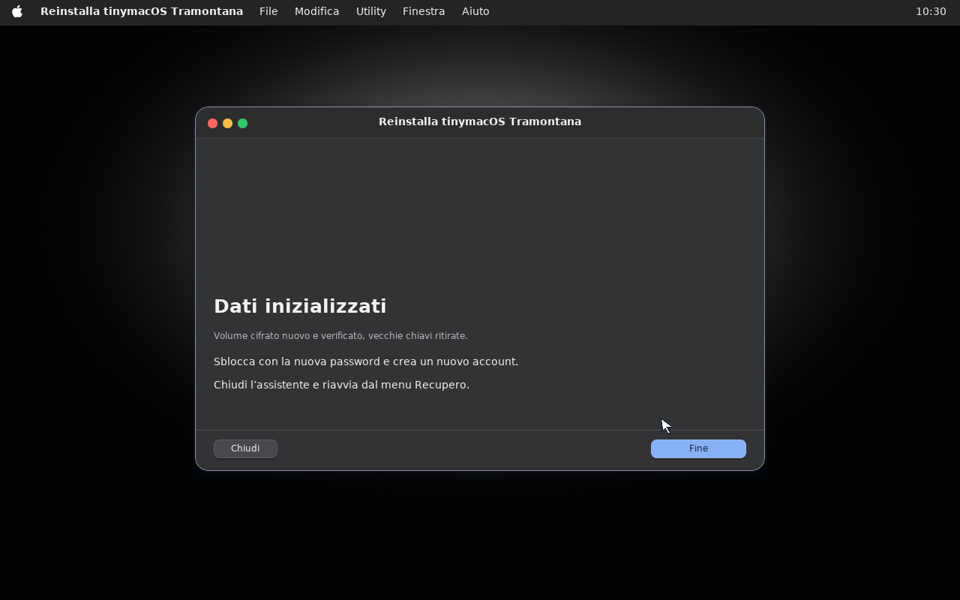 Reinstalla tinymacOS Tramontana File Modifica Utility Finestra Aiuto 10:30
Reinstalla tinymacOS Tramontana
Dati inizializzati
Volume cifrato nuovo e verificato, vecchie chiavi ritirate.
Sblocca con la nuova password e crea un nuovo account.
Chiudi l’assistente e riavvia dal menu Recupero.
Chiudi Fine